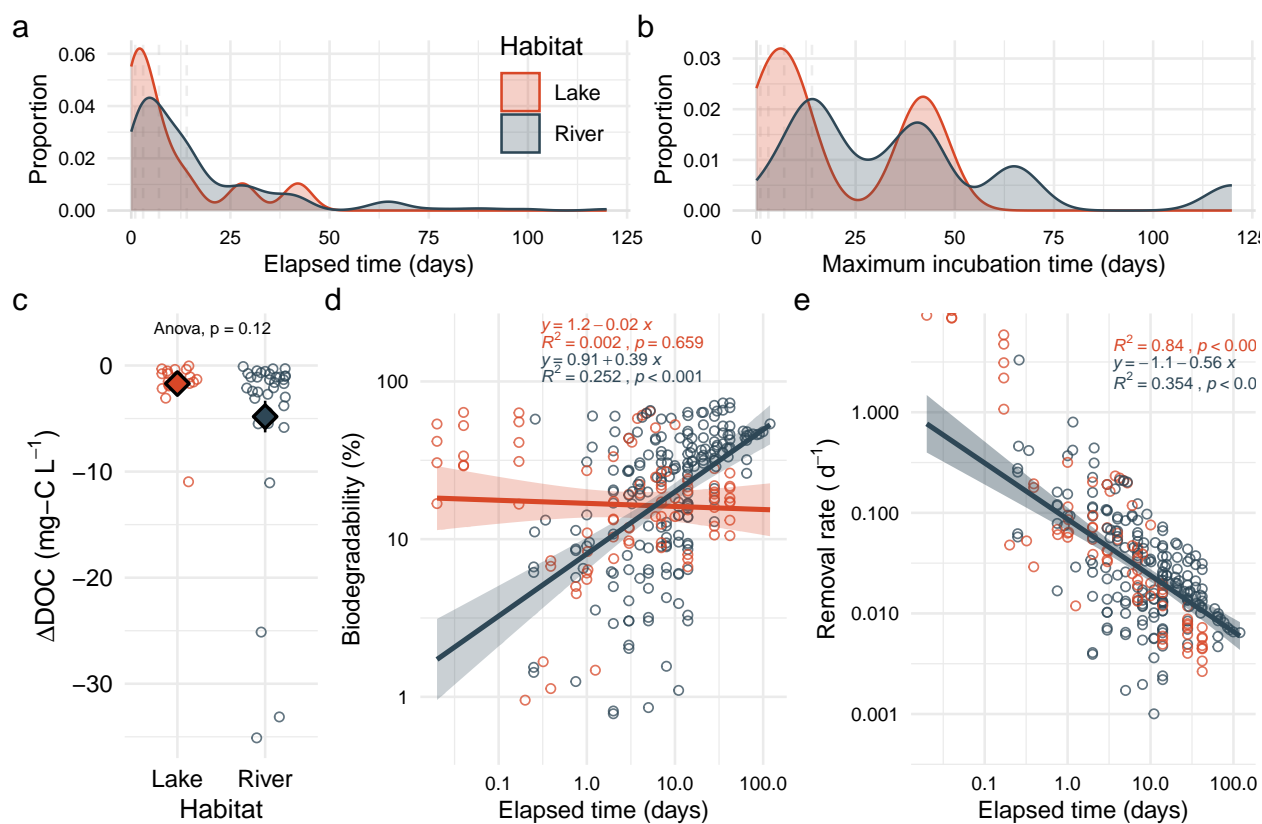 a
Proportion
0.06
0.04
0.02
0.00
0
25
50
75
100
125
Elapsed time (days)
Habitat
Lake
River
b
Proportion
0.03
0.02
0.01
0.00
0
25
50
75
100
Maximum incubation time (days)
c
Anova, p = 0.12
ΔDOC (mg−C L⁻¹)
0
−10
−20
−30
Lake
River
Habitat
d
y = 1.2 − 0.02 x
R² = 0.002 , p = 0.659
y = 0.91 + 0.39 x
R² = 0.252 , p < 0.001
Biodegradability (%)
100
10
1
0.1
1.0
10.0
100.0
Elapsed time (days)
e
R² = 0.84 , p < 0.00
y = −1.1 − 0.56 x
R² = 0.354 , p < 0.0
Removal rate ( d⁻¹)
1.000
0.100
0.010
0.001
0.1
1.0
10.0
100.0
Elapsed time (days)